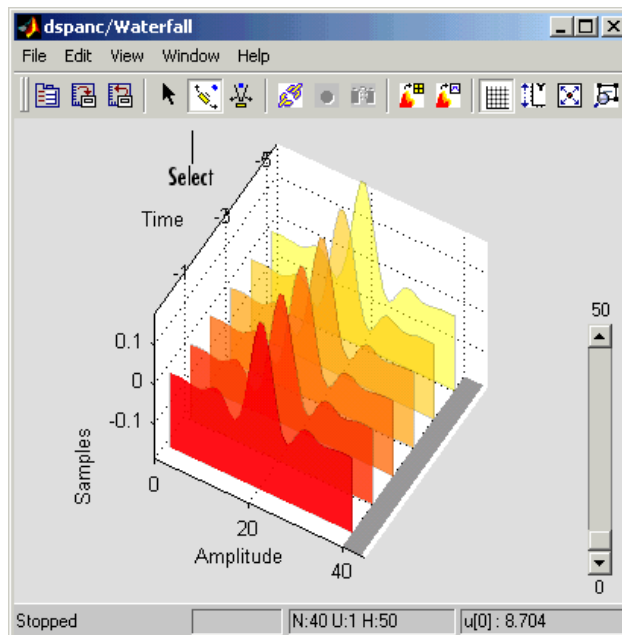 dspanc/Waterfall
File Edit View Window Help
Select
-5
Time
-3
-1
0.1
0
-0.1
Samples
0
20
40
Amplitude
50
0
Stopped
N:40 U:1 H:50
u[0] : 8.704